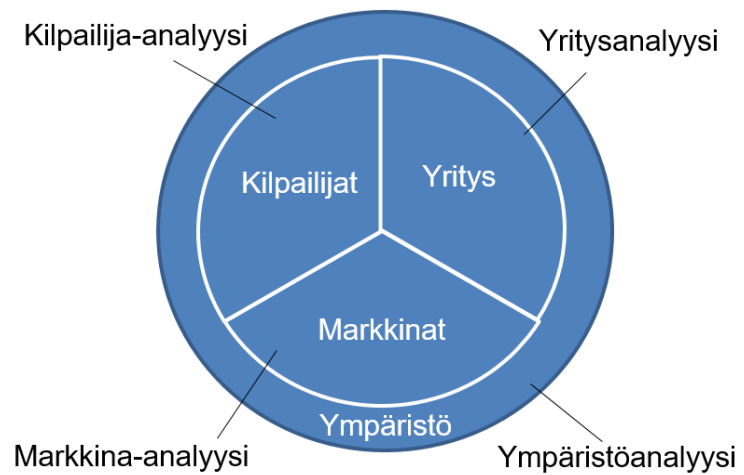 Kilpailija-analyysi
Yritysanalyysi
Kilpailijat
Yritys
Markkinat
Ympäristö
Markkina-analyysi
Ympäristöanalyysi